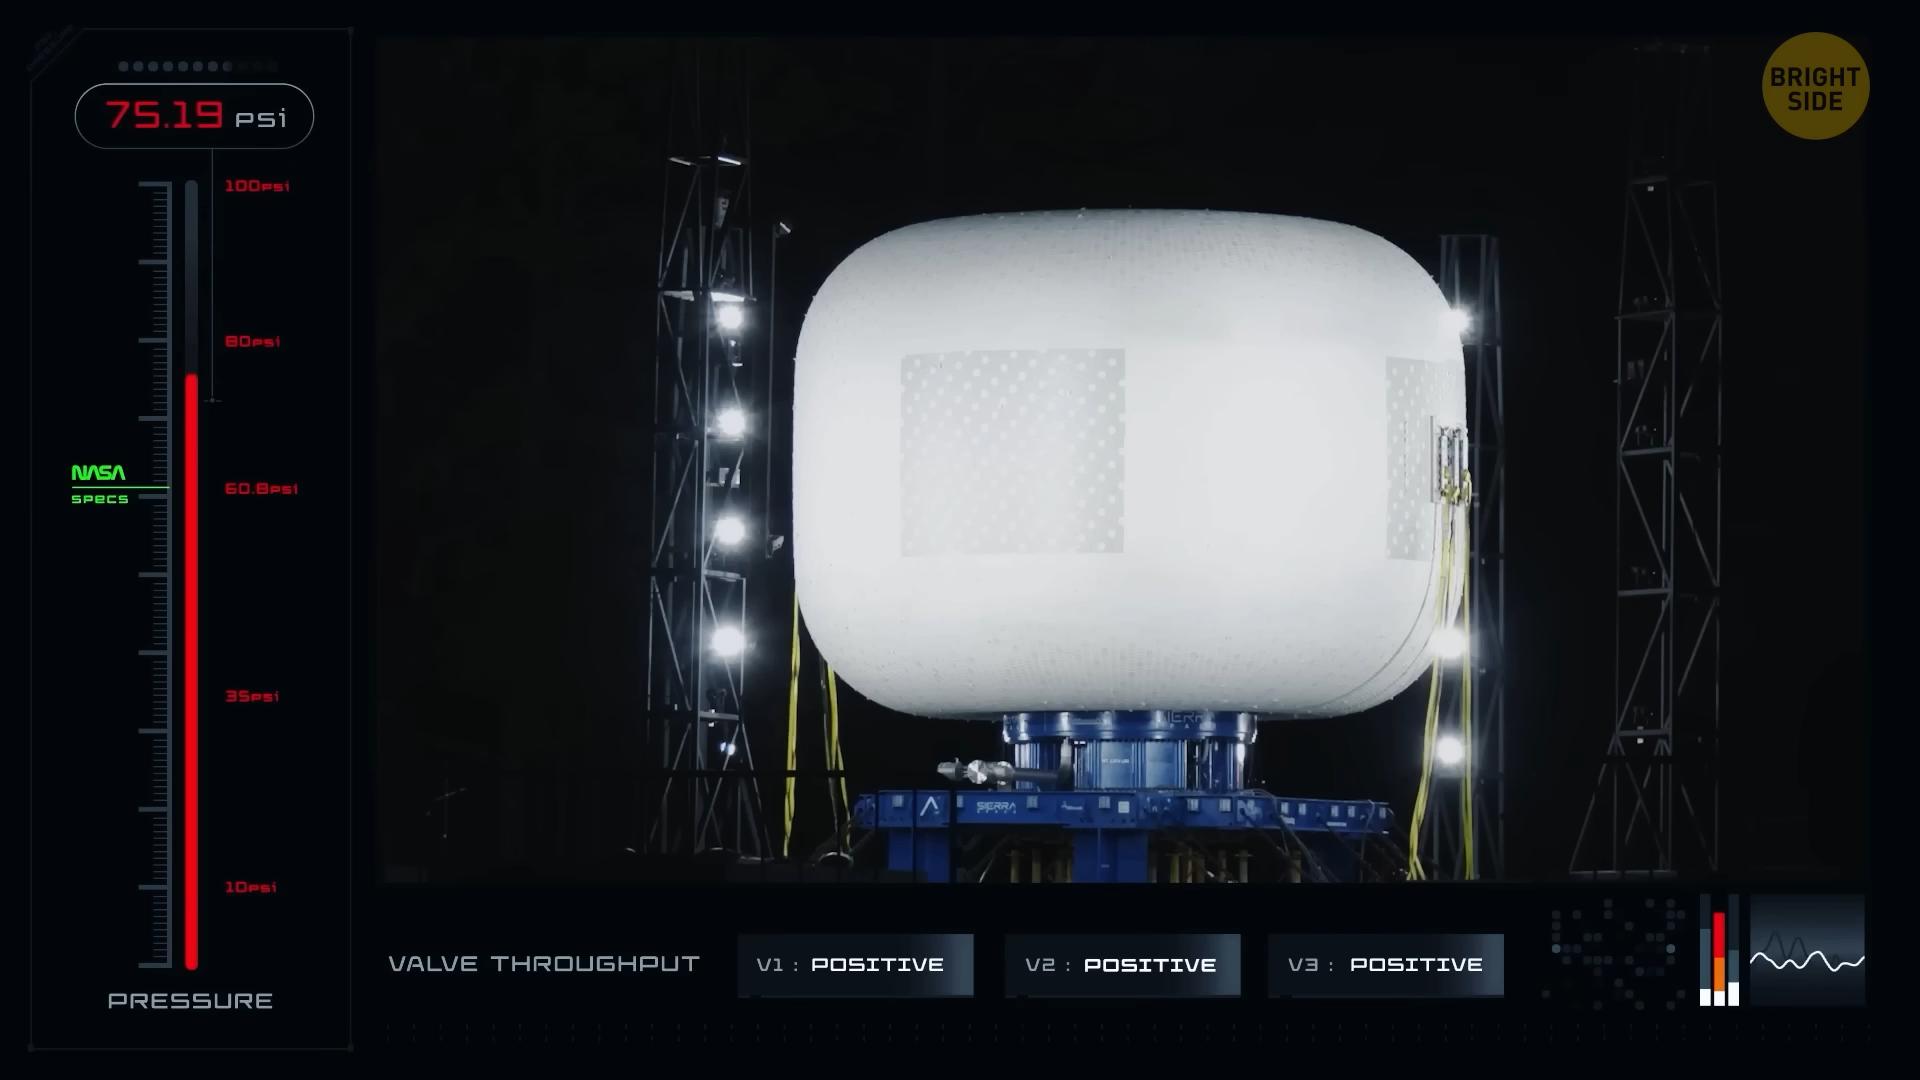 75.19 psi
100psi
80psi
NASA
specs
60.8psi
35psi
10psi
PRESSURE
BRIGHT
SIDE
SIERRA
VALVE THROUGHPUT
V1 : POSITIVE
V2 : POSITIVE
V3 : POSITIVE